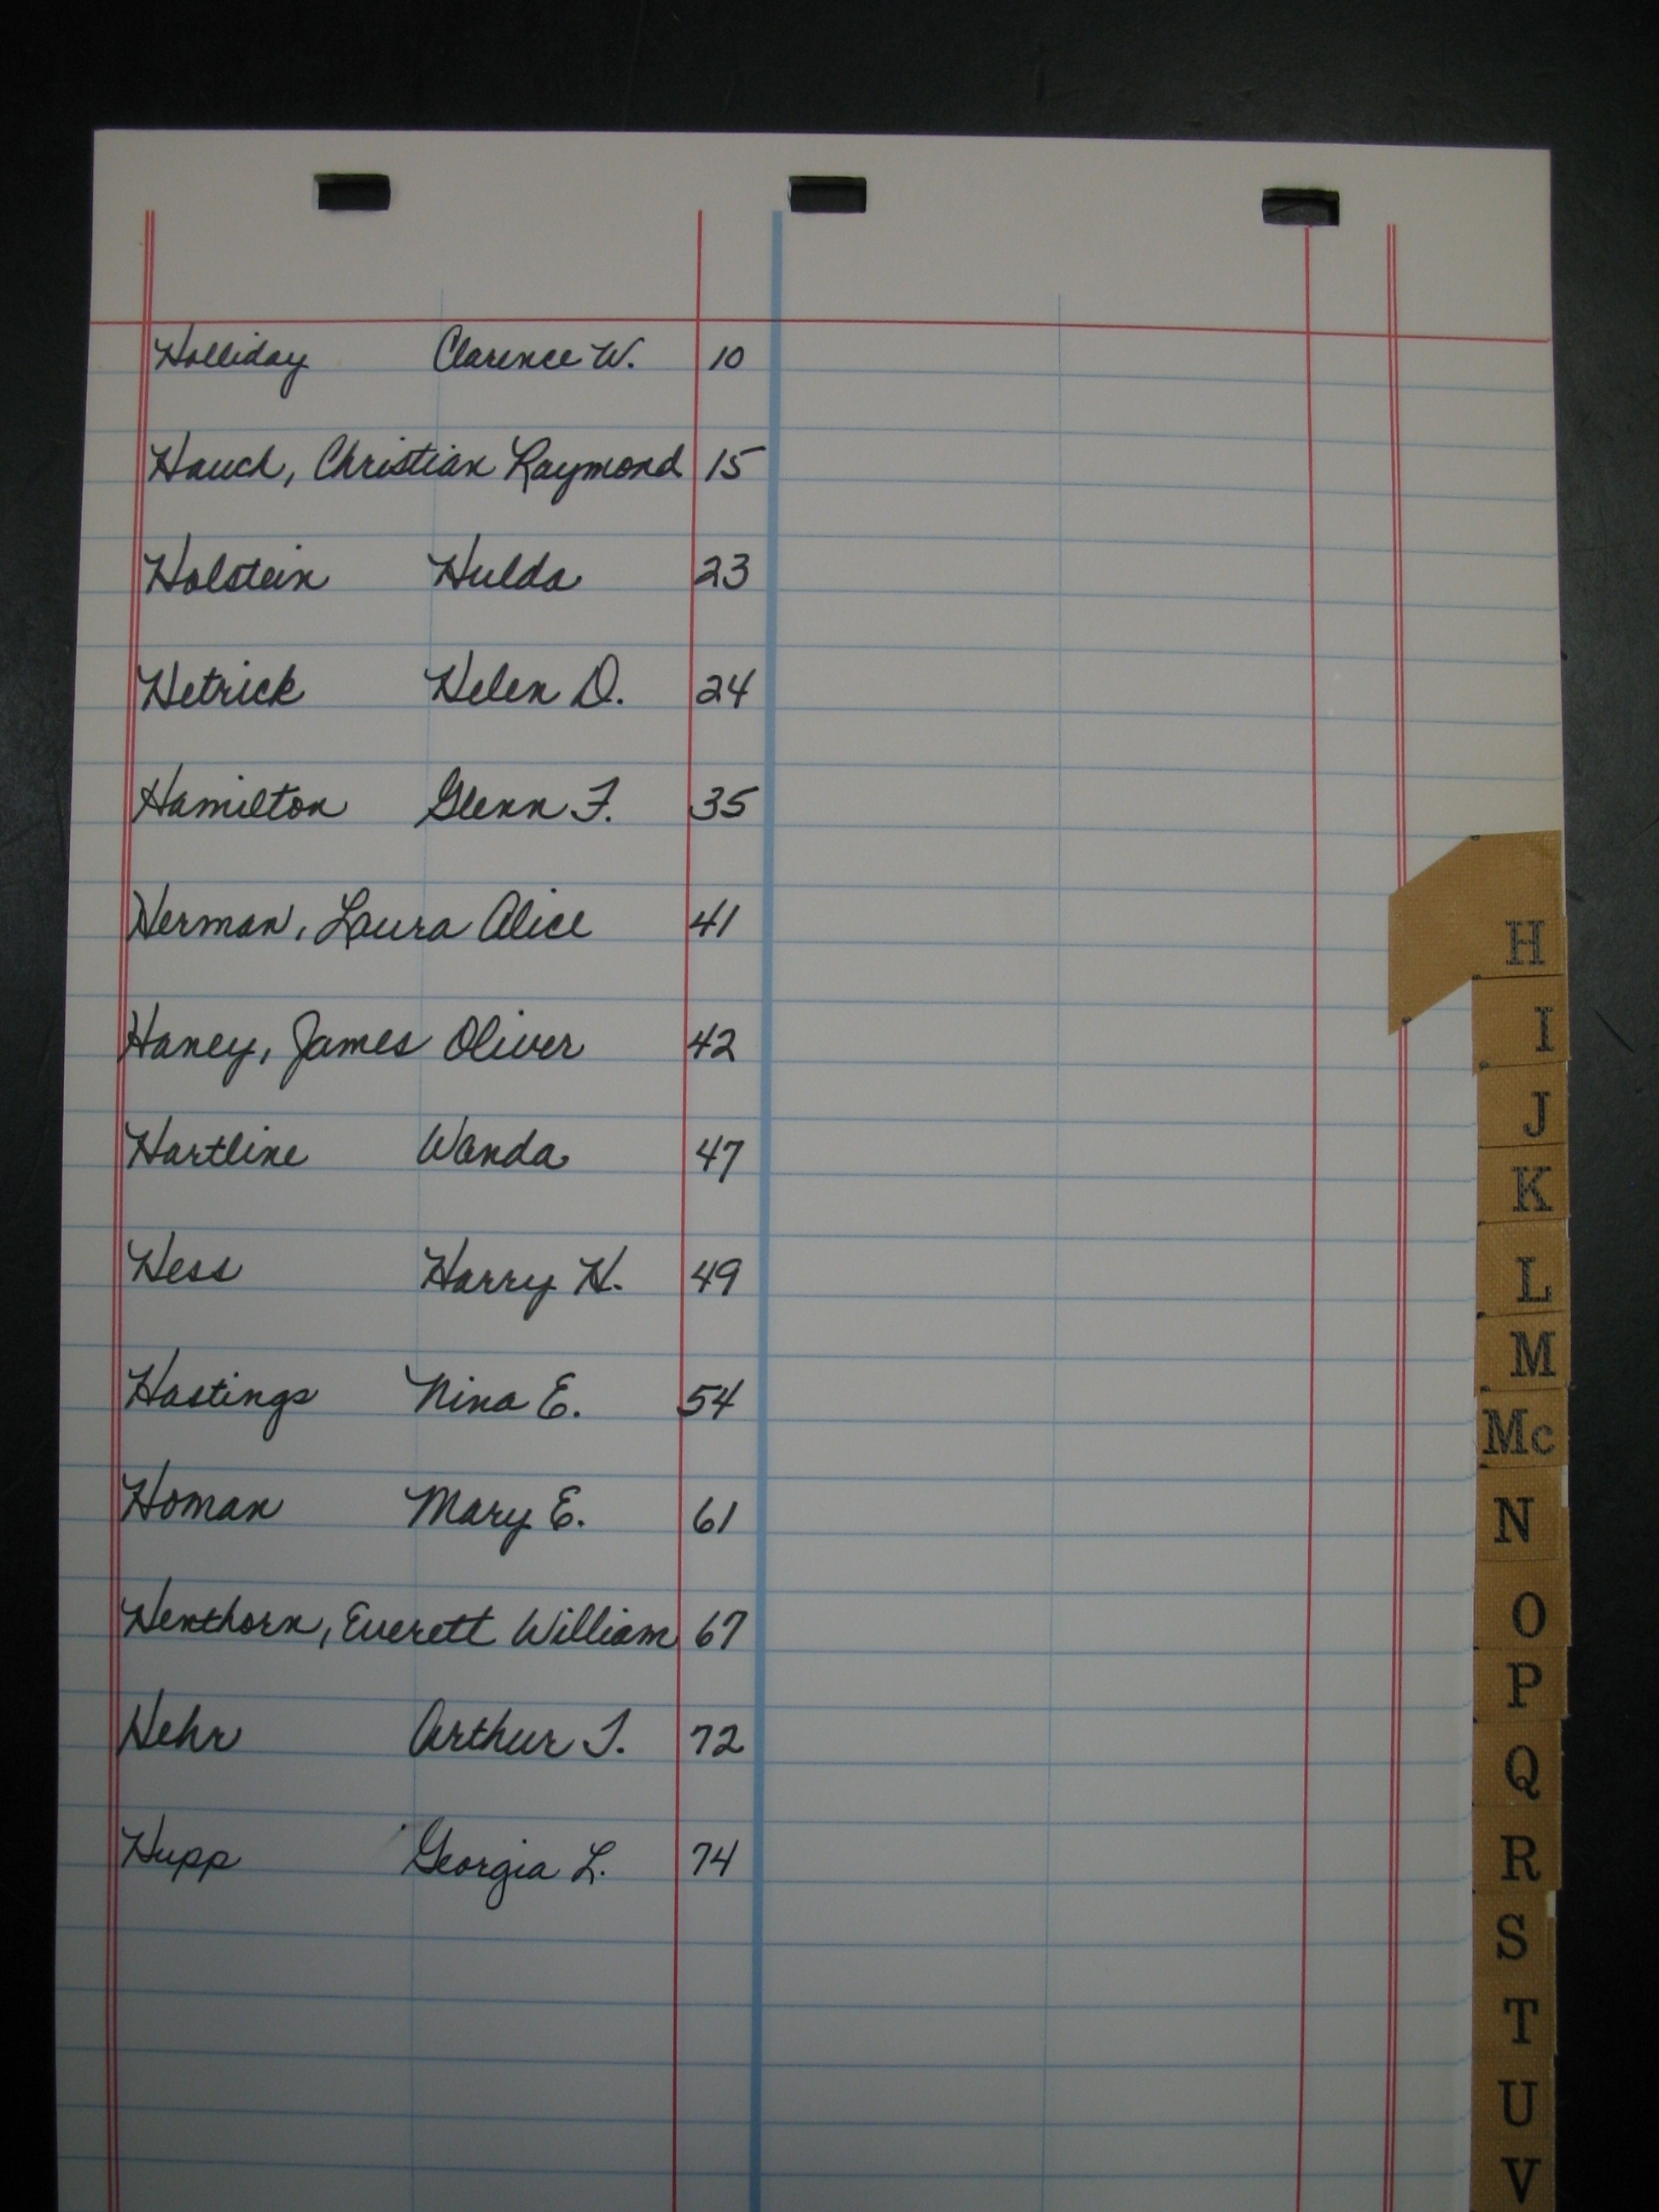 Holliday Clarence W. 10
Hauch, Christian Raymond 15
Holstein Hulda 23
Hetrick Helen D. 24
Hamilton Glenn F. 35
Herman, Laura Alice 41
Haney, James Oliver 42
Hartline Wanda 47
Hess Harry H. 49
Hastings Nina E. 54
Homan Mary E. 61
Henthorn, Everett William 67
Hehr Arthur J. 72
Hupp Georgia L. 74
H
I
J
K
L
M
Mc
N
O
P
Q
R
S
T
U
V